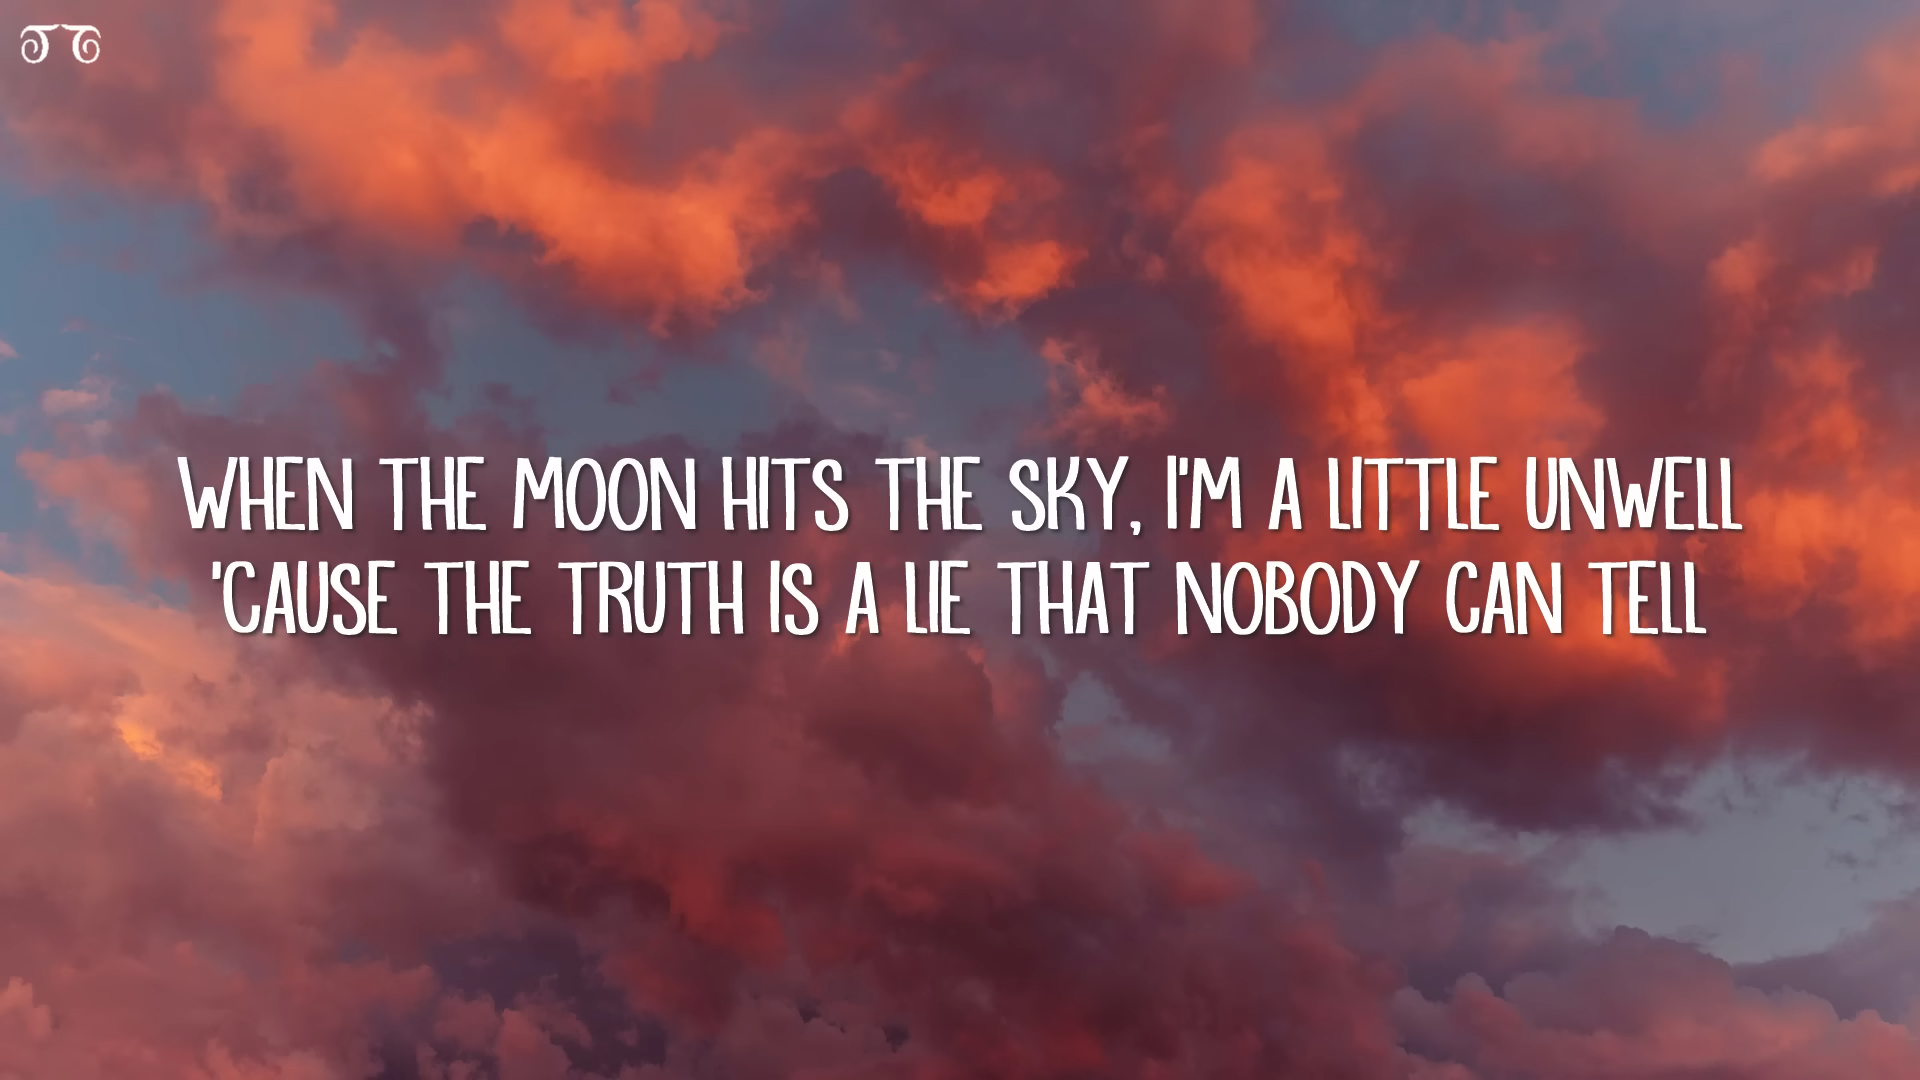 WHEN THE MOON HITS THE SKY, I'M A LITTLE UNWELL
'CAUSE THE TRUTH IS A LIE THAT NOBODY CAN TELL